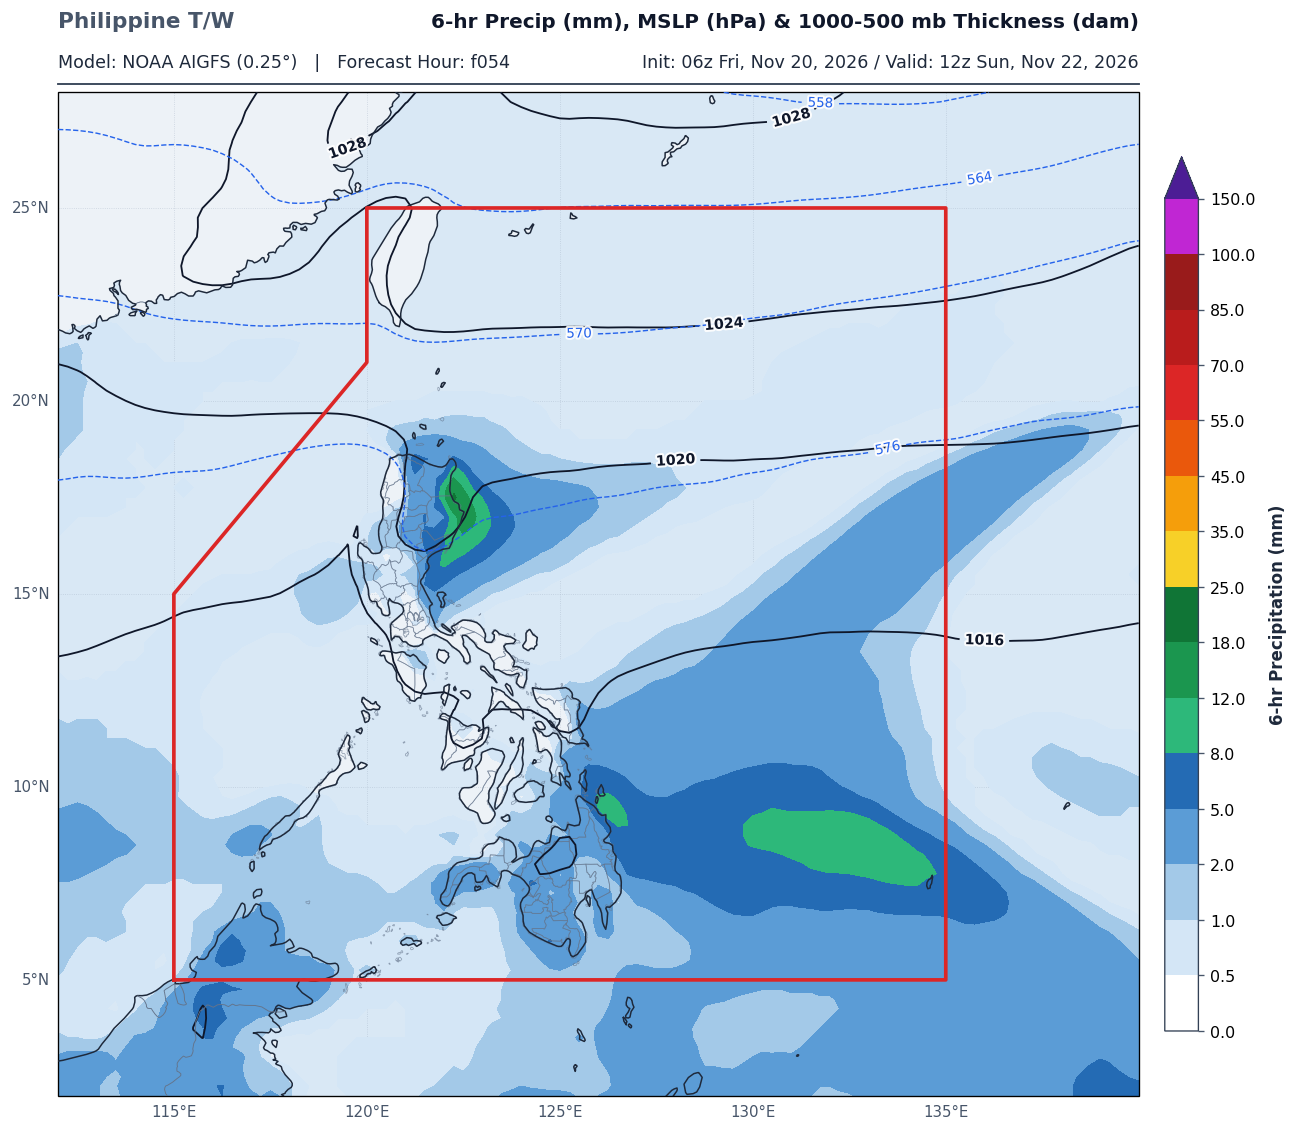 Philippine T/W
6-hr Precip (mm), MSLP (hPa) & 1000-500 mb Thickness (dam)
Model: NOAA AIGFS (0.25°) | Forecast Hour: f054
Init: 06z Fri, Nov 20, 2026 / Valid: 12z Sun, Nov 22, 2026
558
1028
1028
564
25°N
1024
570
20°N
576
1020
15°N
1016
10°N
5°N
115°E
120°E
125°E
130°E
135°E
150.0
100.0
85.0
70.0
55.0
45.0
35.0
25.0
18.0
12.0
8.0
5.0
2.0
1.0
0.5
0.0
6-hr Precipitation (mm)